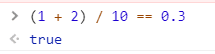 > (1 + 2) / 10 == 0.3
< true